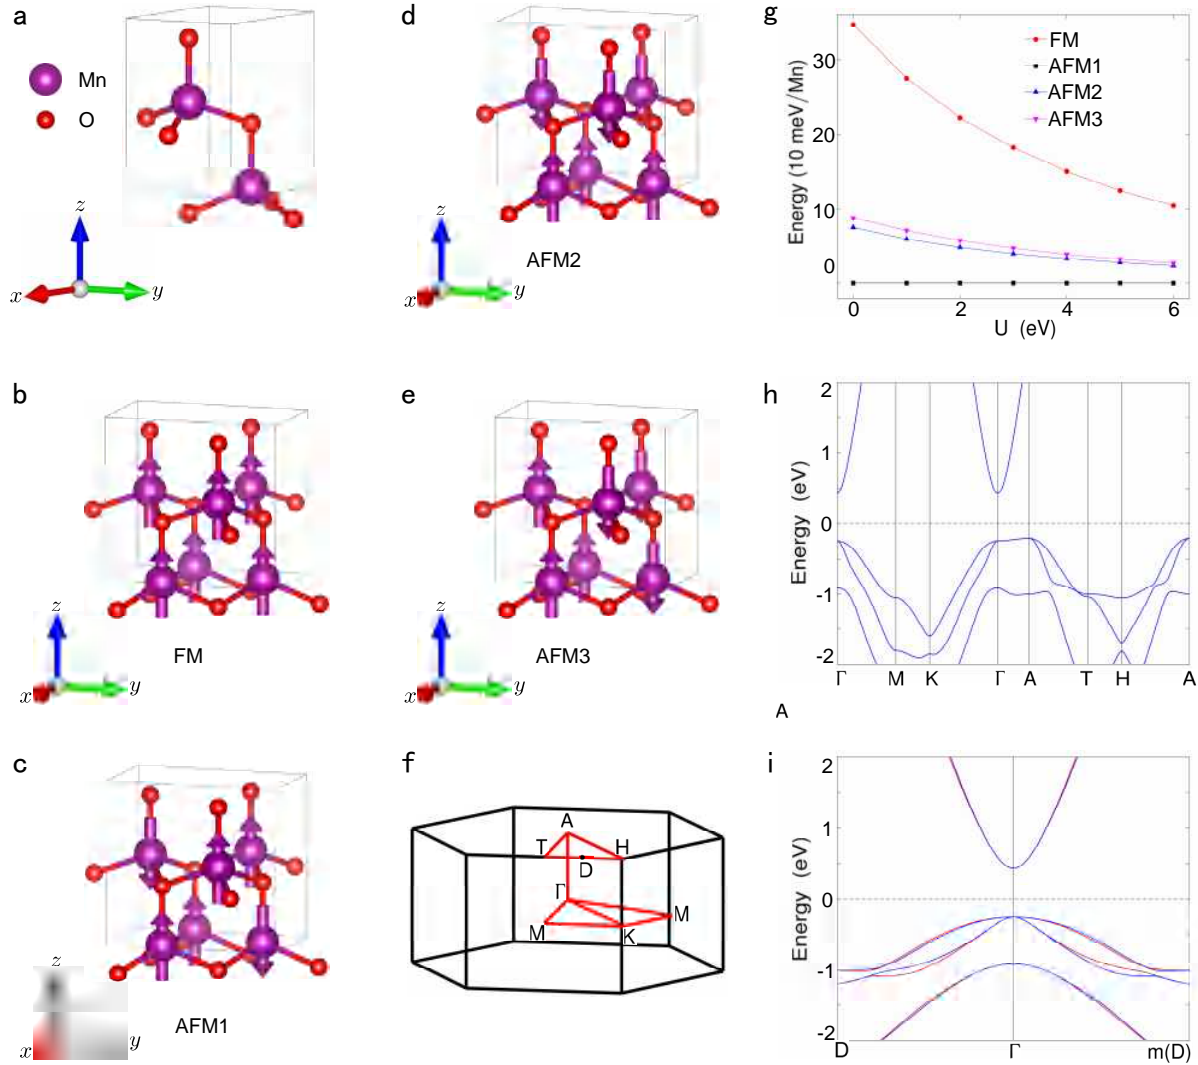 a
Mn
O
z
x
y
b
z
x
y
FM
c
z
x
y
AFM1
d
z
x
y
AFM2
e
z
x
y
AFM3
f
A
T
H
D
Γ
M
M
K
g
Energy (10 meV/Mn)
30
20
10
0
FM
AFM1
AFM2
AFM3
0
2
4
6
U (eV)
h
Energy (eV)
2
1
0
-1
-2
Γ
M
K
Γ
A
T
H
A
A
i
Energy (eV)
2
1
0
-1
-2
D
Γ
m(D)